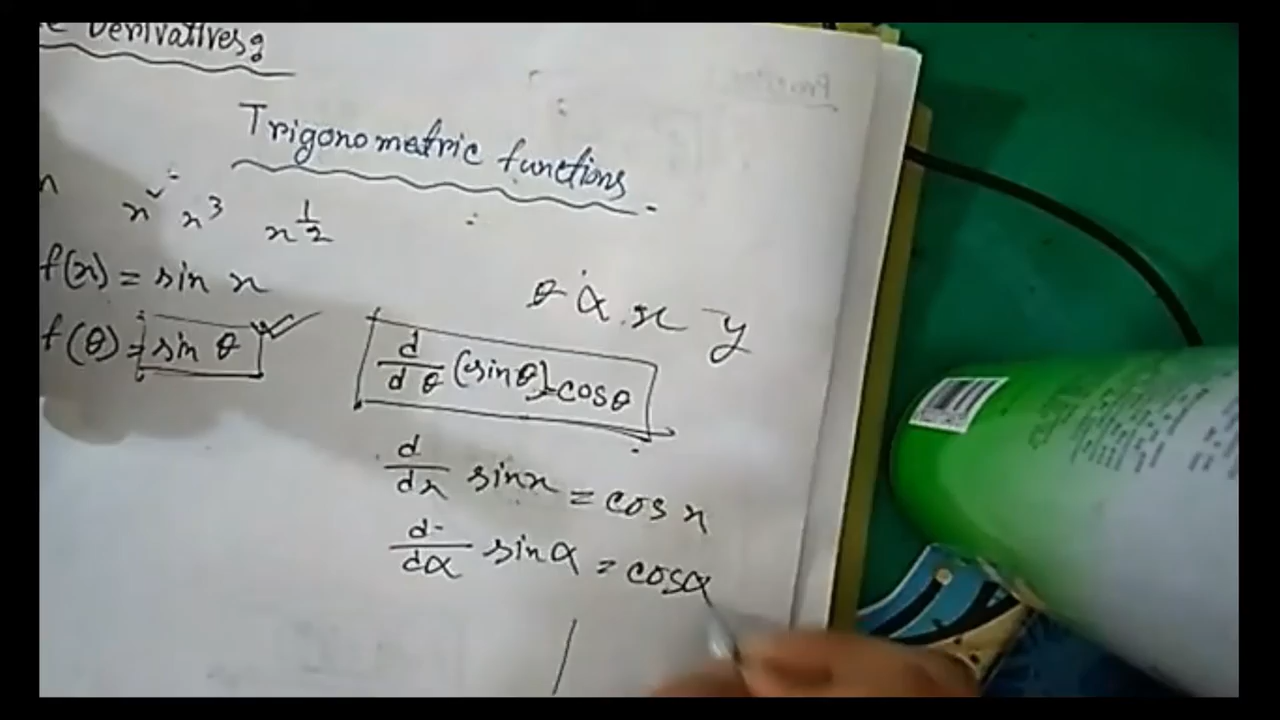 Derivatives:
Trigonometric functions
x² x³ x^1/2
f(x) = sin x
θ α x y
f(θ) = sin θ
d/dθ (sinθ) = cosθ
d/dx sinx = cos x
d/dα sinα = cosα